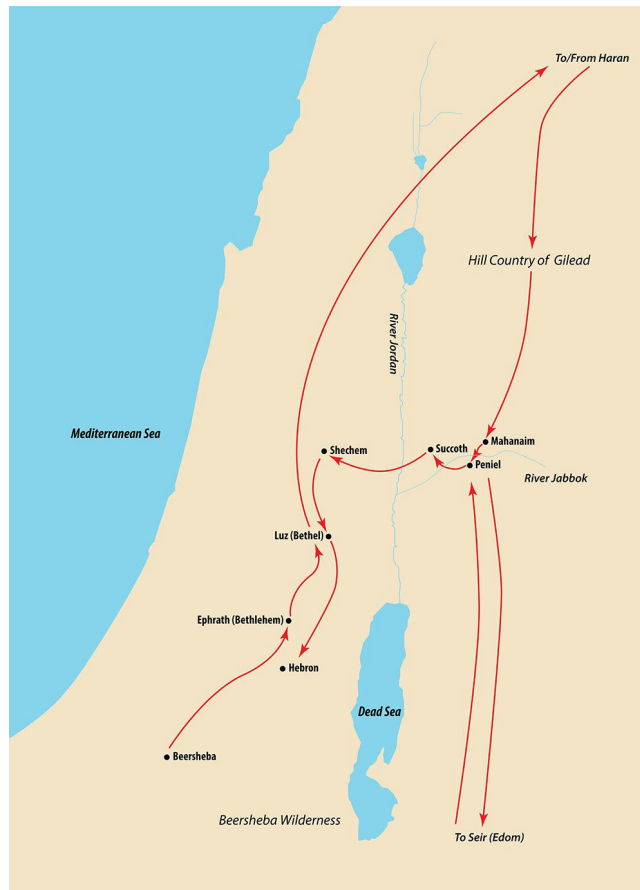 To/From Haran
Hill Country of Gilead
River Jordan
Mediterranean Sea
Mahanaim
Shechem
Succoth
Peniel
River Jabbok
Luz (Bethel)
Ephrath (Bethlehem)
Hebron
Dead Sea
Beersheba
Beersheba Wilderness
To Seir (Edom)